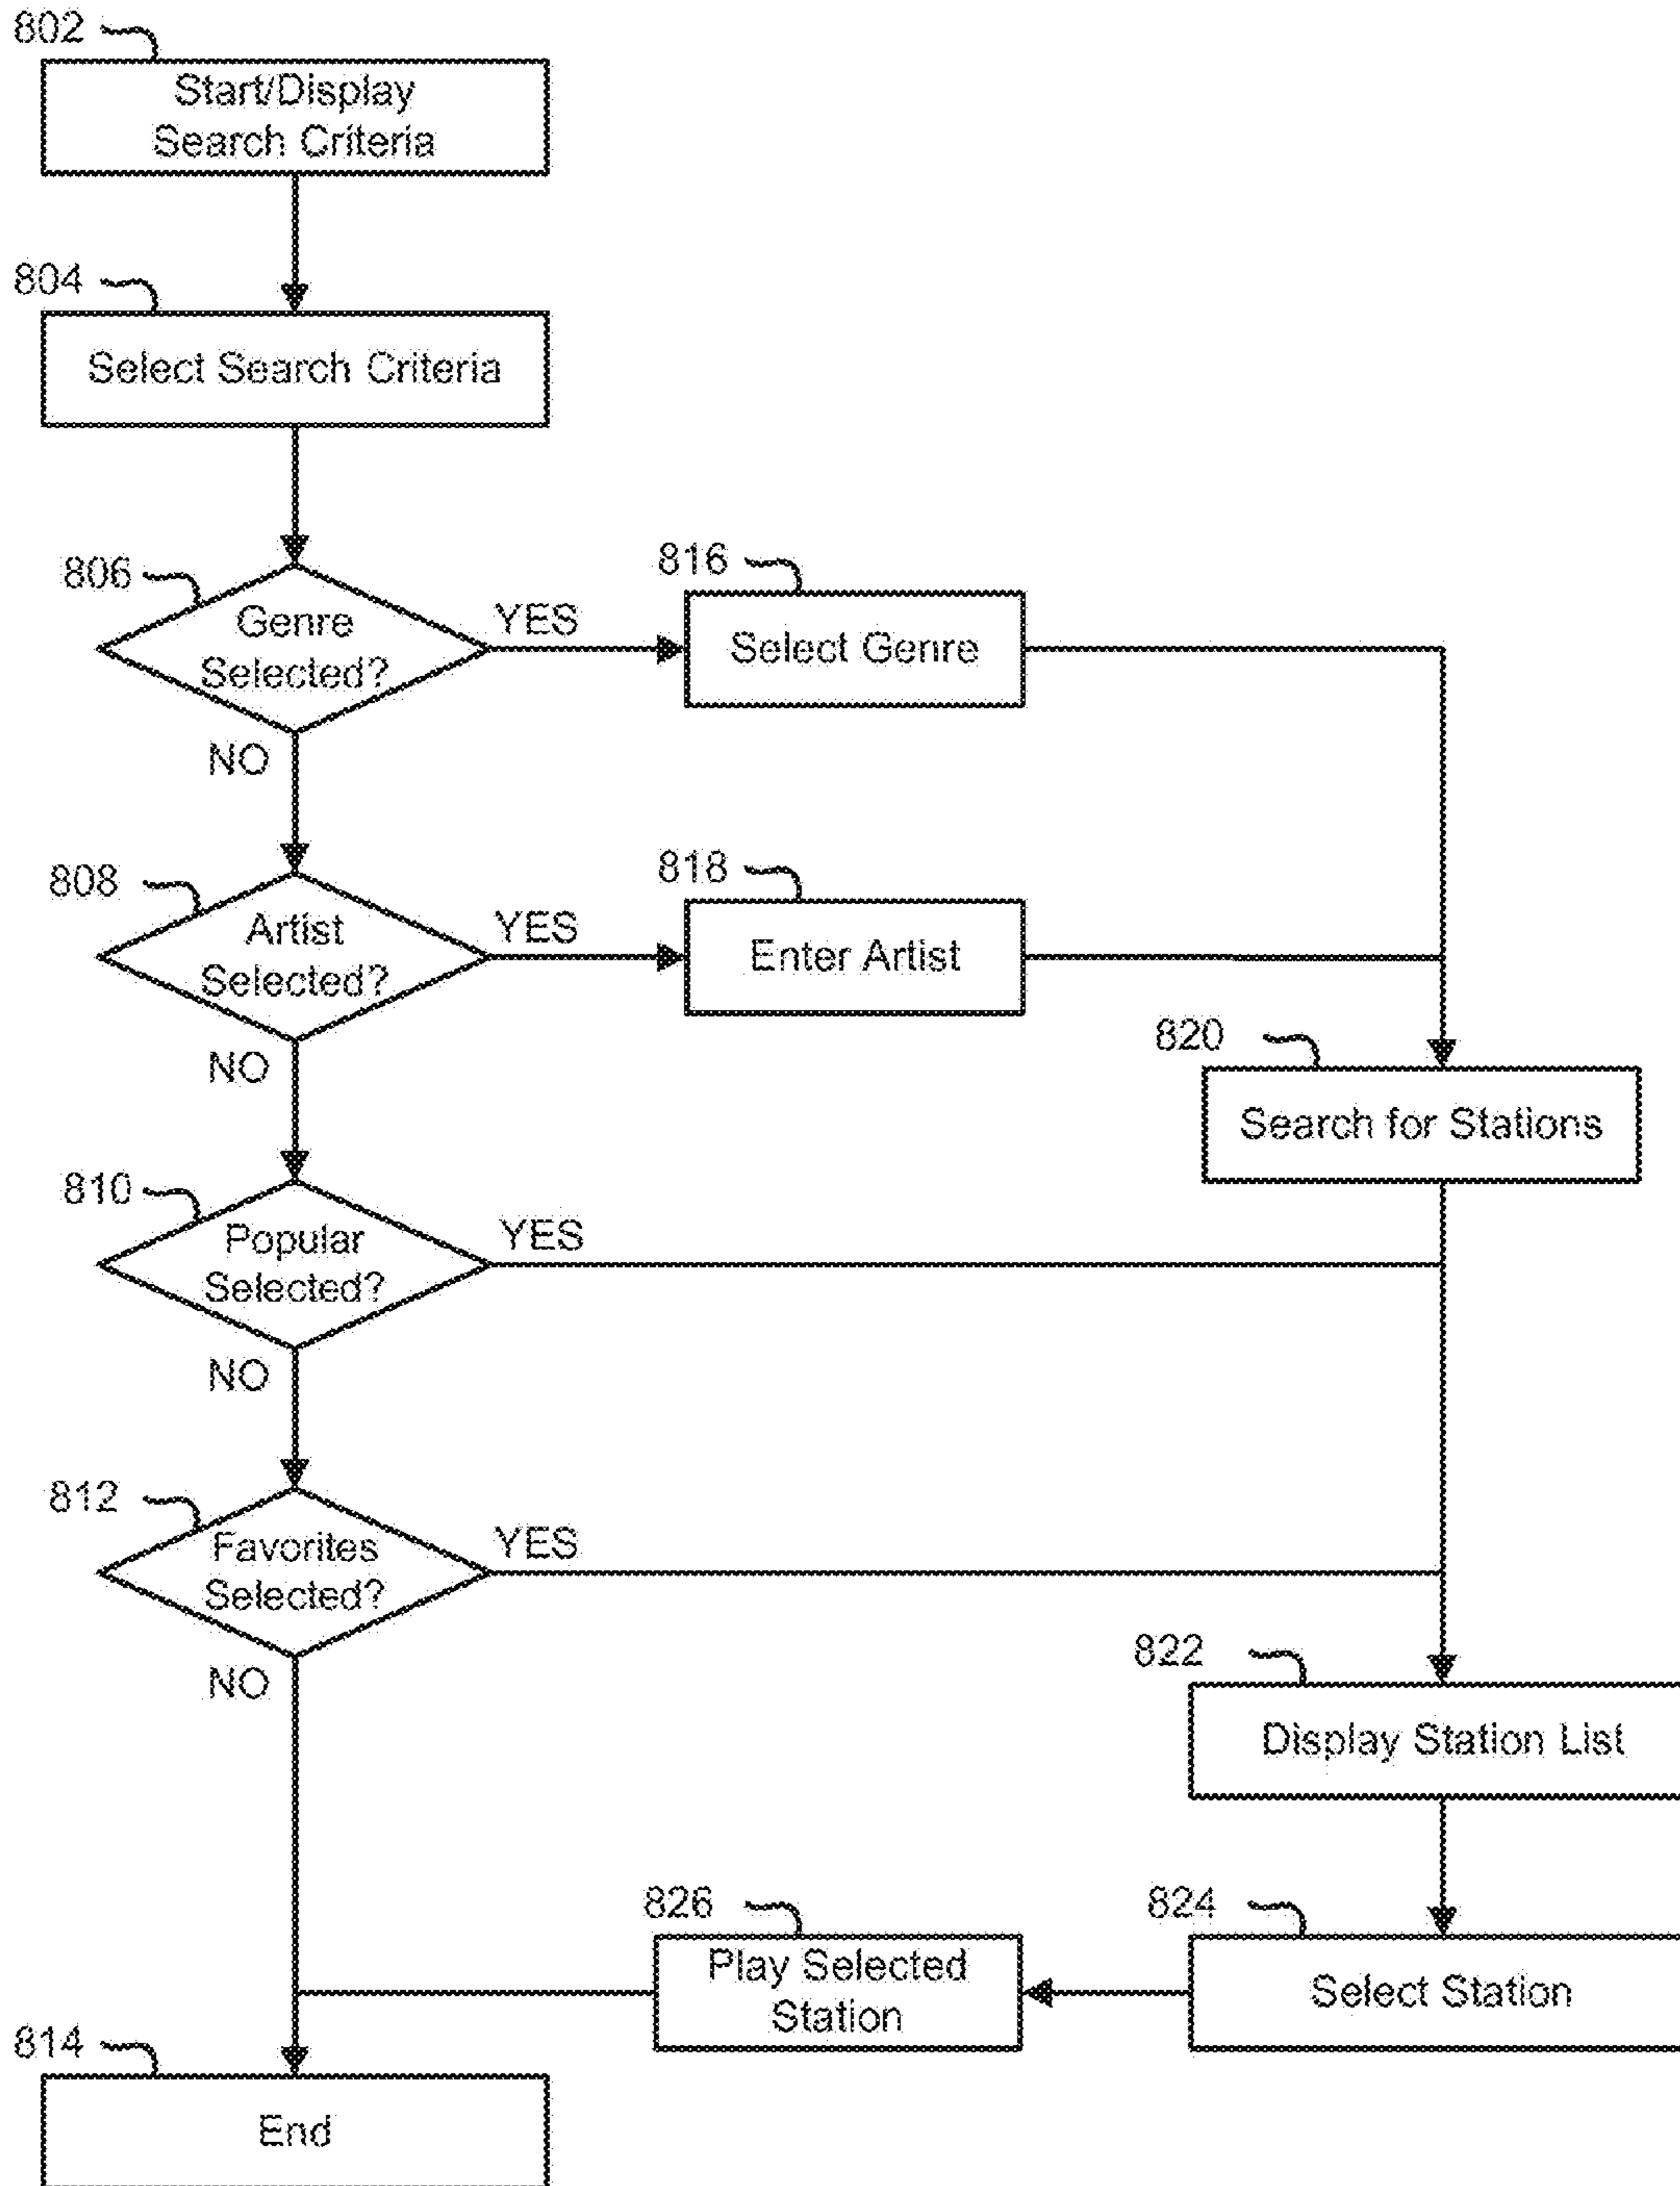 802
Start/Display
Search Criteria
804
Select Search Criteria
806
Genre
Selected?
YES
816
Select Genre
NO
808
Artist
Selected?
YES
818
Enter Artist
820
Search for Stations
NO
810
Popular
Selected?
YES
NO
812
Favorites
Selected?
YES
NO
822
Display Station List
824
Select Station
826
Play Selected
Station
814
End